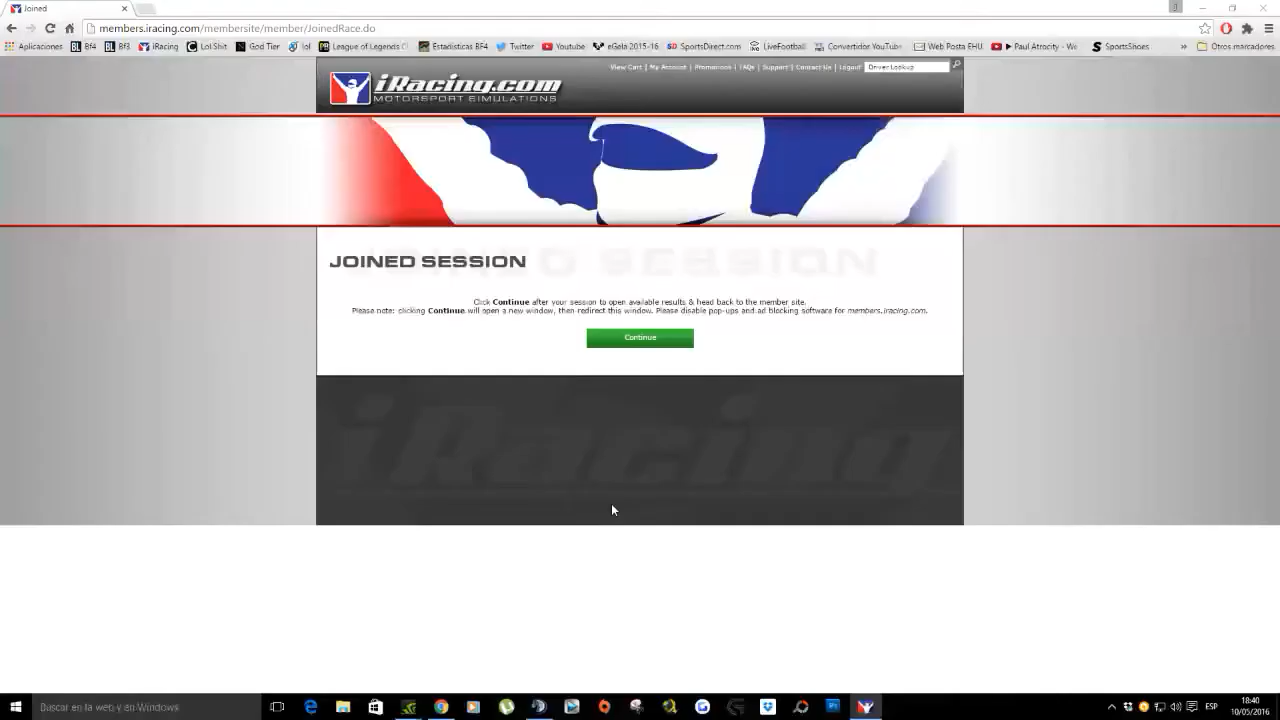 Joined
members.iracing.com/membersite/member/JoinedRace.do
Aplicaciones BL Bf4 BL Bf3 iRacing Lol Shit God Tier lol League of Legends Estadisticas BF4 Twitter Youtube eGela 2015-16 SportsDirect.com LiveFootball Convertidor YouTu Web Posta EHU Paul Atrocity - We SportsShoes » Otros marcadores
View Cart | My Account | Promotions | FAQs | Support | Contact Us | Logout Driver Lookup
iRacing.com
MOTORSPORT SIMULATIONS
JOINED SESSION
Click Continue after your session to open available results & head back to the member site.
Please note: clicking Continue will open a new window, then redirect this window. Please disable pop-ups and ad blocking software for members.iracing.com.
Continue
iRacing
Buscar en la web y en Windows
ESP
18:40
10/05/2016